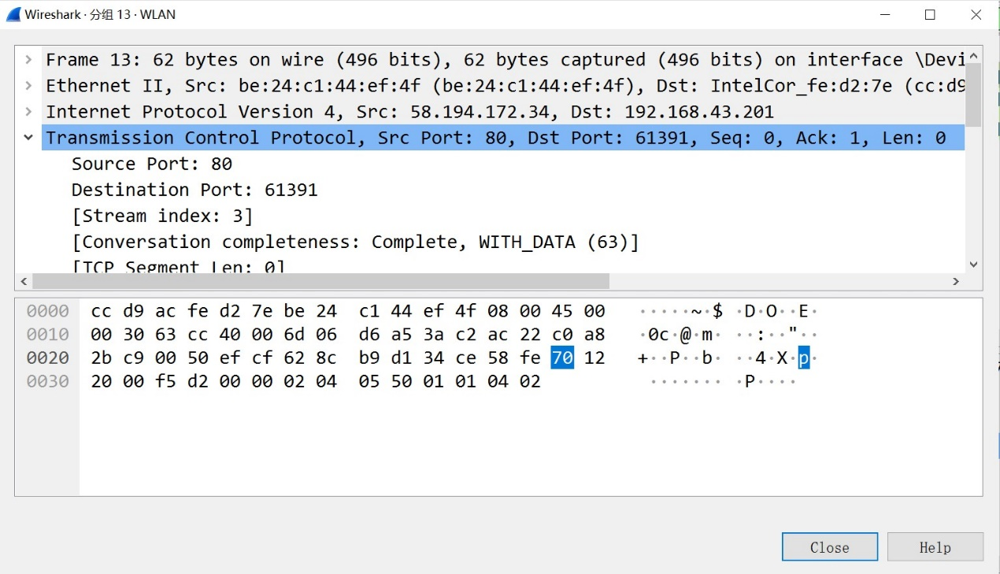 Wireshark · 分组 13 · WLAN
Frame 13: 62 bytes on wire (496 bits), 62 bytes captured (496 bits) on interface \Devi
Ethernet II, Src: be:24:c1:44:ef:4f (be:24:c1:44:ef:4f), Dst: IntelCor_fe:d2:7e (cc:d9
Internet Protocol Version 4, Src: 58.194.172.34, Dst: 192.168.43.201
Transmission Control Protocol, Src Port: 80, Dst Port: 61391, Seq: 0, Ack: 1, Len: 0
Source Port: 80
Destination Port: 61391
[Stream index: 3]
[Conversation completeness: Complete, WITH_DATA (63)]
[TCP Segment Len: 0]
0000 cc d9 ac fe d2 7e be 24 c1 44 ef 4f 08 00 45 00 ·····~·$ ·D·O··E·
0010 00 30 63 cc 40 00 6d 06 d6 a5 3a c2 ac 22 c0 a8 ·0c·@·m· ··:··"··
0020 2b c9 00 50 ef cf 62 8c b9 d1 34 ce 58 fe 70 12 +··P··b· ··4·X·p·
0030 20 00 f5 d2 00 00 02 04 05 50 01 01 04 02 ······· ·P····
Close Help